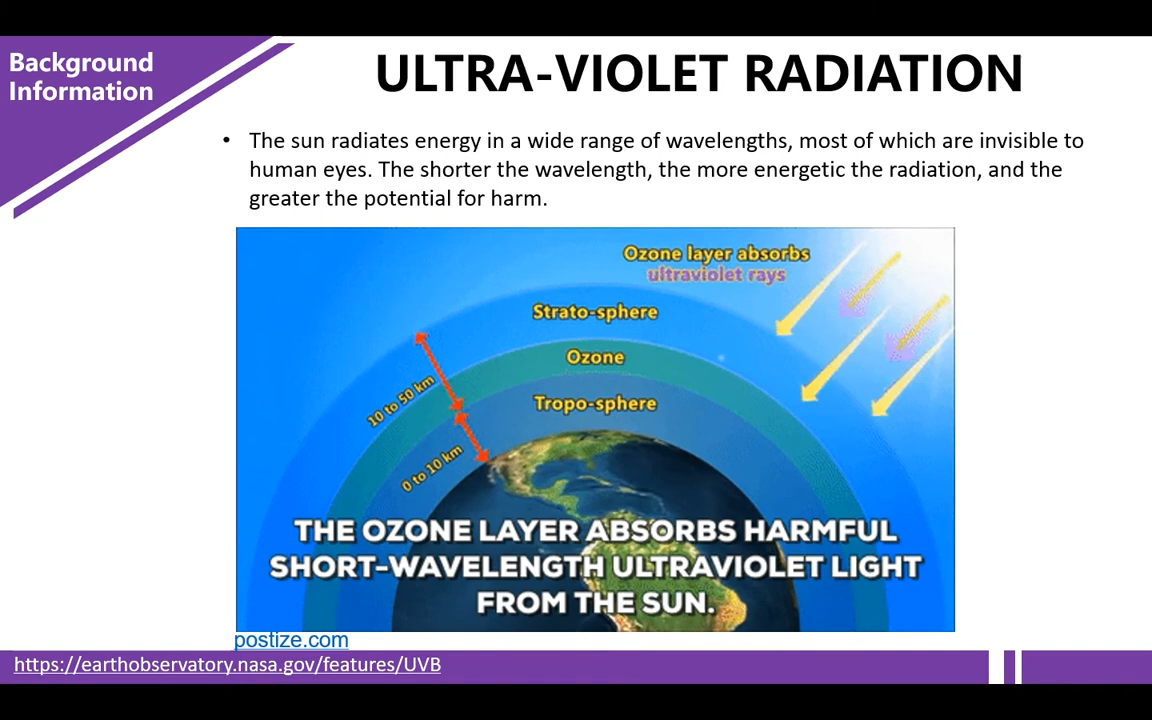 Background
Information
ULTRA-VIOLET RADIATION
• The sun radiates energy in a wide range of wavelengths, most of which are invisible to
human eyes. The shorter the wavelength, the more energetic the radiation, and the
greater the potential for harm.
Ozone layer absorbs
ultraviolet rays
Strato-sphere
Ozone
10 to 50 km
Tropo-sphere
0 to 10 km
THE OZONE LAYER ABSORBS HARMFUL
SHORT-WAVELENGTH ULTRAVIOLET LIGHT
FROM THE SUN.
postize.com
https://earthobservatory.nasa.gov/features/UVB